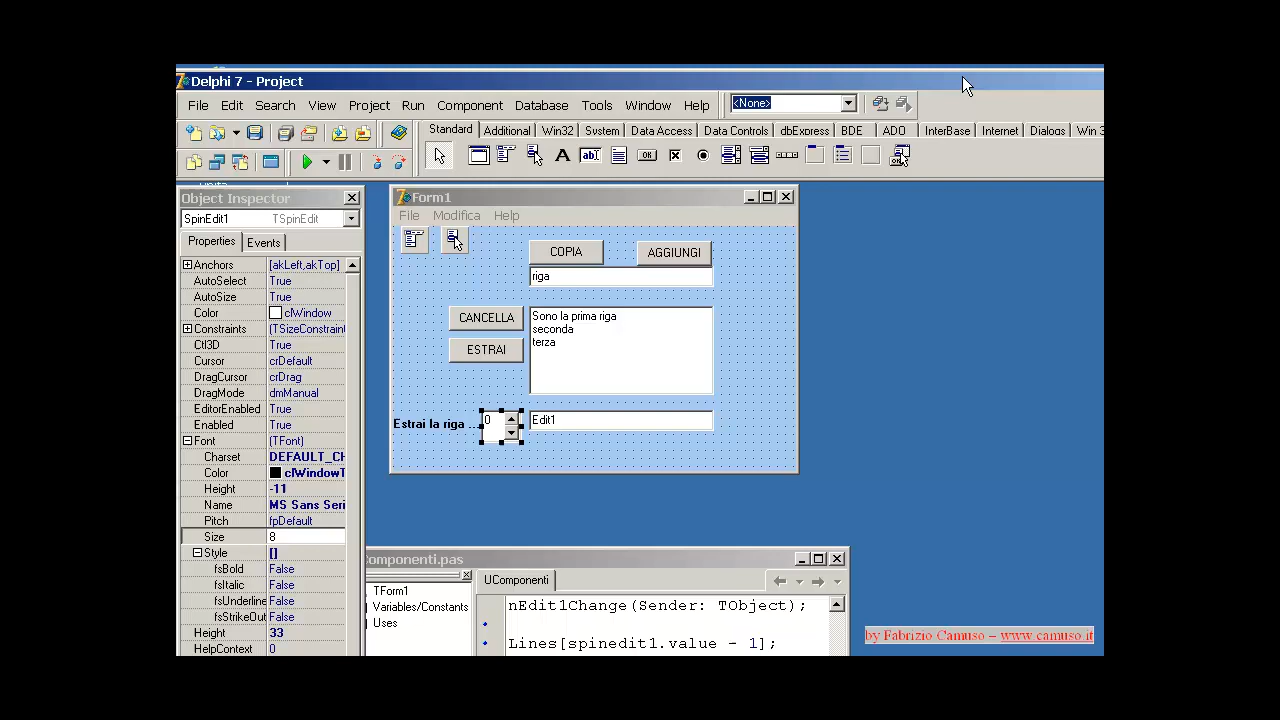 Delphi 7 - Project
File Edit Search View Project Run Component Database Tools Window Help <None>
Standard Additional Win32 System Data Access Data Controls dbExpress BDE ADO InterBase Internet Dialogs Win 3
Object Inspector
SpinEdit1 TSpinEdit
Properties Events
Anchors [akLeft,akTop]
AutoSelect True
AutoSize True
Color clWindow
Constraints (TSizeConstraint
Ctl3D True
Cursor crDefault
DragCursor crDrag
DragMode dmManual
EditorEnabled True
Enabled True
Font (TFont)
Charset DEFAULT_CH
Color clWindowT
Height -11
Name MS Sans Seri
Pitch fpDefault
Size 8
Style []
fsBold False
fsItalic False
fsUnderline False
fsStrikeOut False
Height 33
HelpContext 0
Form1
File Modifica Help
COPIA AGGIUNGI
riga
CANCELLA
ESTRAI
Sono la prima riga
seconda
terza
Estrai la riga ... 0 Edit1
Componenti.pas
TForm1
Variables/Constants
Uses
UComponenti
nEdit1Change(Sender: TObject);
Lines[spinedit1.value - 1];
by Fabrizio Camuso – www.camuso.it